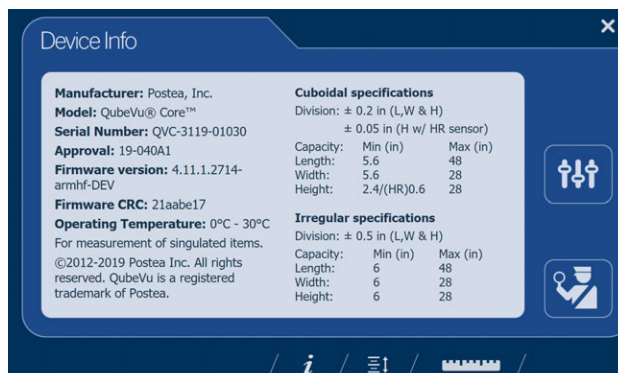 Device Info
Manufacturer: Postea, Inc.
Model: QubeVu® Core™
Serial Number: QVC-3119-01030
Approval: 19-040A1
Firmware version: 4.11.1.2714-
armhf-DEV
Firmware CRC: 21aabe17
Operating Temperature: 0°C - 30°C
For measurement of singulated items.
©2012-2019 Postea Inc. All rights
reserved. QubeVu is a registered
trademark of Postea.
Cuboidal specifications
Division: ± 0.2 in (L,W & H)
± 0.05 in (H w/ HR sensor)
Capacity: Min (in) Max (in)
Length: 5.6 48
Width: 5.6 28
Height: 2.4/(HR)0.6 28
Irregular specifications
Division: ± 0.5 in (L,W & H)
Capacity: Min (in) Max (in)
Length: 6 48
Width: 6 28
Height: 6 28